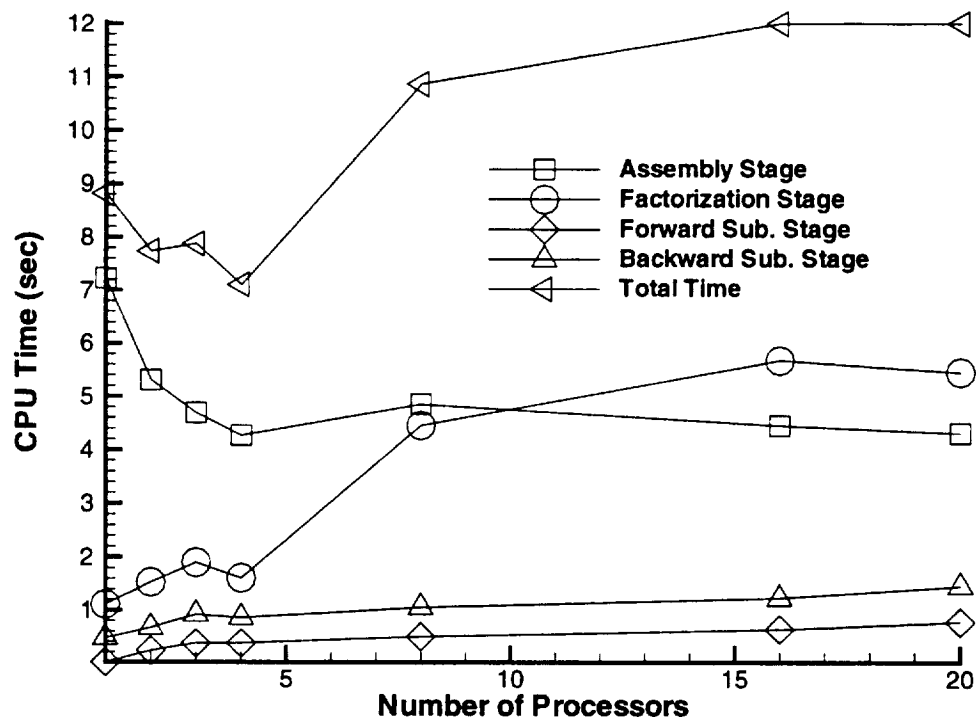 12
11
10
9
8
7
6
5
4
3
2
1
CPU Time (sec)
Assembly Stage
Factorization Stage
Forward Sub. Stage
Backward Sub. Stage
Total Time
5
10
15
20
Number of Processors